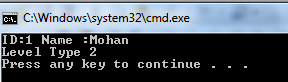 C:\Windows\system32\cmd.exe
ID:1 Name :Mohan
Level Type 2
Press any key to continue . . .